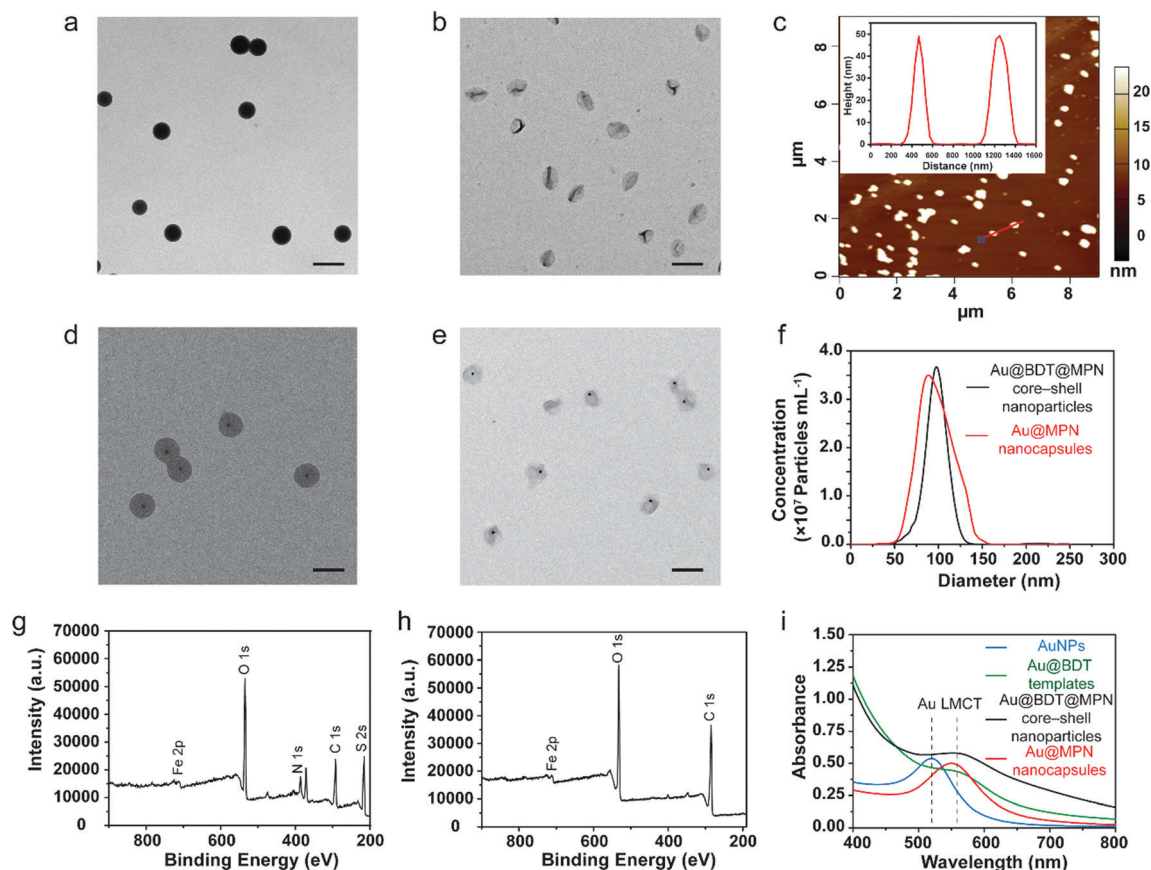 a
b
c
Height (nm)
50
40
30
20
10
0
0 200 400 600 800 1000 1200 1400 1600
Distance (nm)
8
6
4
2
0
µm
0 2 4 6 8
µm
20
15
10
5
0
nm
d
e
f
Concentration
(×10⁷ Particles mL⁻¹)
4.0
3.0
2.0
1.0
0.0
0 50 100 150 200 250 300
Diameter (nm)
Au@BDT@MPN
core–shell
nanoparticles
Au@MPN
nanocapsules
g
Intensity (a.u.)
70000
60000
50000
40000
30000
20000
10000
0
Fe 2p
O 1s
N 1s
C 1s
S 2s
800 600 400 200
Binding Energy (eV)
h
Intensity (a.u.)
70000
60000
50000
40000
30000
20000
10000
0
Fe 2p
O 1s
C 1s
800 600 400 200
Binding Energy (eV)
i
Absorbance
1.50
1.25
1.00
0.75
0.50
0.25
0.00
400 500 600 700 800
Wavelength (nm)
Au LMCT
AuNPs
Au@BDT
templates
Au@BDT@MPN
core–shell
nanoparticles
Au@MPN
nanocapsules